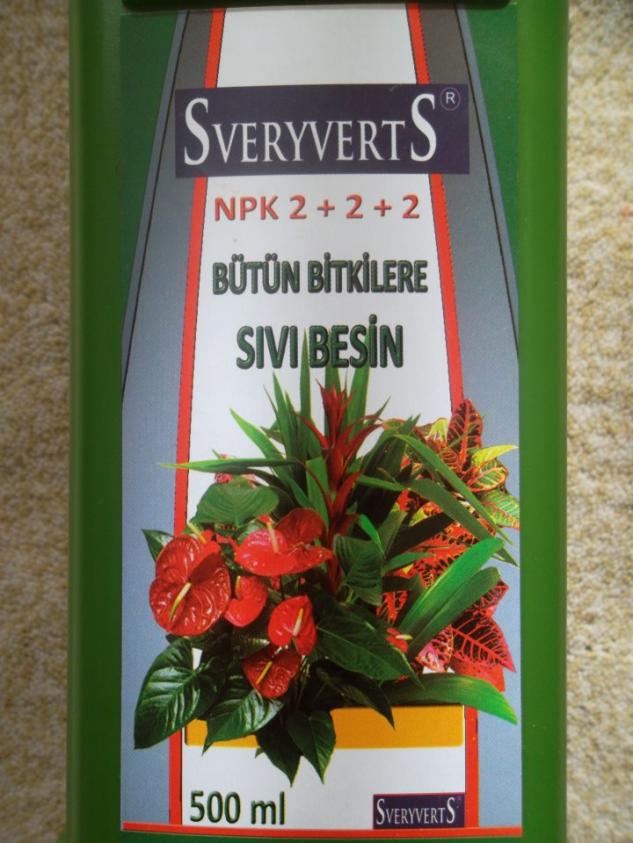 SVERYVERTS®
NPK 2 + 2 + 2
BÜTÜN BİTKİLERE
SIVI BESİN
500 ml
SVERYVERTS